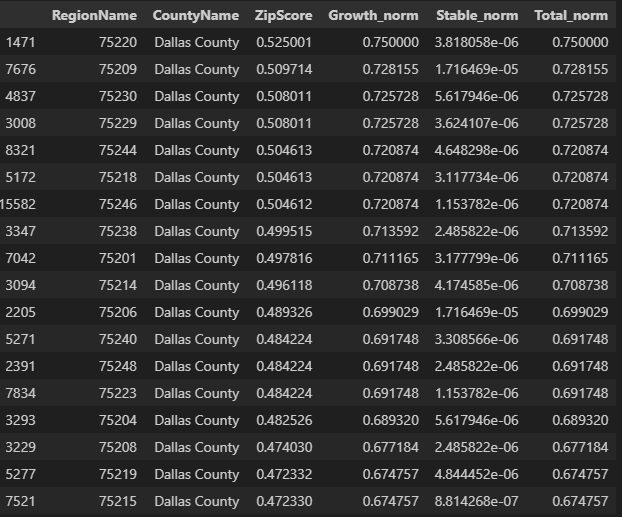 RegionName CountyName ZipScore Growth_norm Stable_norm Total_norm
1471 75220 Dallas County 0.525001 0.750000 3.818058e-06 0.750000
7676 75209 Dallas County 0.509714 0.728155 1.716469e-05 0.728155
4837 75230 Dallas County 0.508011 0.725728 5.617946e-06 0.725728
3008 75229 Dallas County 0.508011 0.725728 3.624107e-06 0.725728
8321 75244 Dallas County 0.504613 0.720874 4.648298e-06 0.720874
5172 75218 Dallas County 0.504613 0.720874 3.117734e-06 0.720874
15582 75246 Dallas County 0.504612 0.720874 1.153782e-06 0.720874
3347 75238 Dallas County 0.499515 0.713592 2.485822e-06 0.713592
7042 75201 Dallas County 0.497816 0.711165 3.177799e-06 0.711165
3094 75214 Dallas County 0.496118 0.708738 4.174585e-06 0.708738
2205 75206 Dallas County 0.489326 0.699029 1.716469e-05 0.699029
5271 75240 Dallas County 0.484224 0.691748 3.308566e-06 0.691748
2391 75248 Dallas County 0.484224 0.691748 2.485822e-06 0.691748
7834 75223 Dallas County 0.484224 0.691748 1.153782e-06 0.691748
3293 75204 Dallas County 0.482526 0.689320 5.617946e-06 0.689320
3229 75208 Dallas County 0.474030 0.677184 2.485822e-06 0.677184
5277 75219 Dallas County 0.472332 0.674757 4.844452e-06 0.674757
7521 75215 Dallas County 0.472330 0.674757 8.814268e-07 0.674757